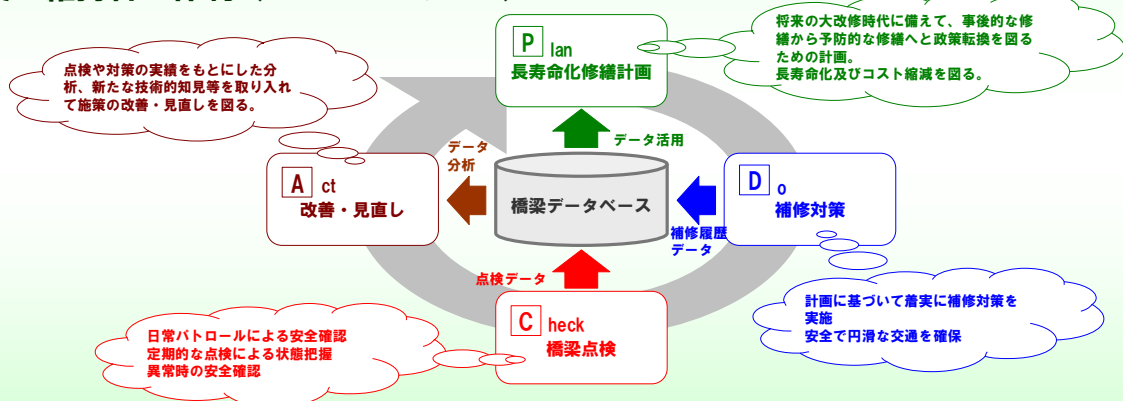 P lan
長寿命化修繕計画
将来の大改修時代に備えて、事後的な修
繕から予防的な修繕へと政策転換を図る
ための計画。
長寿命化及びコスト縮減を図る。
点検や対策の実績をもとにした分
析、新たな技術的知見等を取り入れ
て施策の改善・見直しを図る。
データ
分析
データ活用
A ct
改善・見直し
橋梁データベース
D o
補修対策
補修履歴
データ
点検データ
C heck
橋梁点検
日常パトロールによる安全確認
定期的な点検による状態把握
異常時の安全確認
計画に基づいて着実に補修対策を
実施
安全で円滑な交通を確保